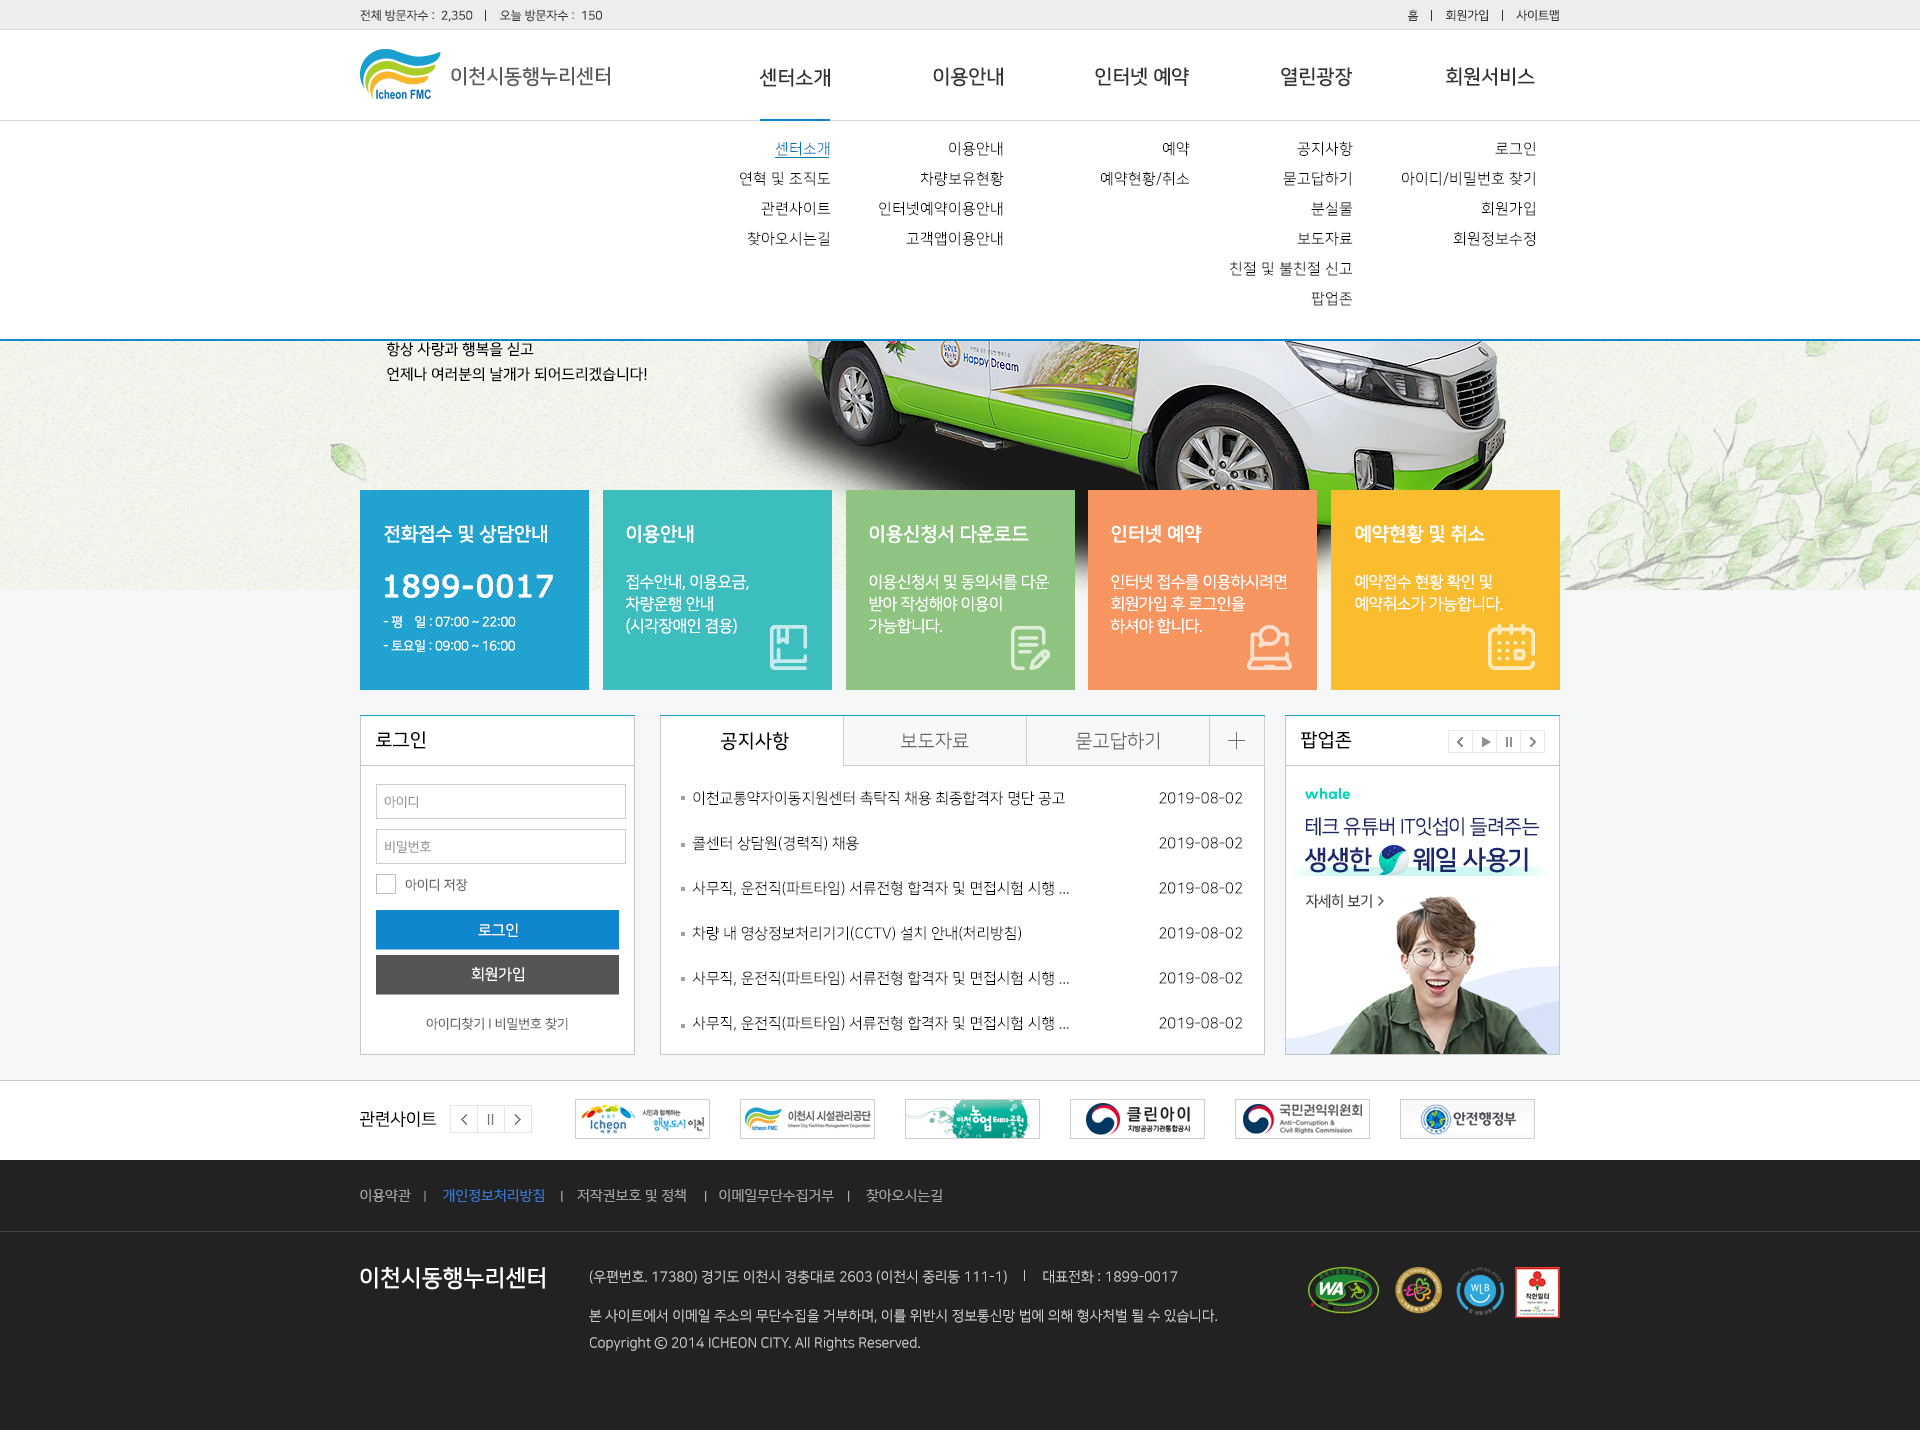 전체 방문자수 : 2,350 | 오늘 방문자수 : 150
홈 | 회원가입 | 사이트맵
Icheon FMC
이천시동행누리센터
센터소개 이용안내 인터넷 예약 열린광장 회원서비스
센터소개
연혁 및 조직도
관련사이트
찾아오시는길
이용안내
차량보유현황
인터넷예약이용안내
고객앱이용안내
예약
예약현황/취소
공지사항
묻고답하기
분실물
보도자료
친절 및 불친절 신고
팝업존
로그인
아이디/비밀번호 찾기
회원가입
회원정보수정
항상 사랑과 행복을 싣고
언제나 여러분의 날개가 되어드리겠습니다!
Happy Dream
전화접수 및 상담안내
1899-0017
- 평 일 : 07:00 ~ 22:00
- 토요일 : 09:00 ~ 16:00
이용안내
접수안내, 이용요금,
차량운행 안내
(시각장애인 겸용)
이용신청서 다운로드
이용신청서 및 동의서를 다운
받아 작성해야 이용이
가능합니다.
인터넷 예약
인터넷 접수를 이용하시려면
회원가입 후 로그인을
하셔야 합니다.
예약현황 및 취소
예약접수 현황 확인 및
예약취소가 가능합니다.
로그인
아이디
비밀번호
아이디 저장
로그인
회원가입
아이디찾기 | 비밀번호 찾기
공지사항 보도자료 묻고답하기
이천교통약자이동지원센터 촉탁직 채용 최종합격자 명단 공고 2019-08-02
콜센터 상담원(경력직) 채용 2019-08-02
사무직, 운전직(파트타임) 서류전형 합격자 및 면접시험 시행 ... 2019-08-02
차량 내 영상정보처리기기(CCTV) 설치 안내(처리방침) 2019-08-02
사무직, 운전직(파트타임) 서류전형 합격자 및 면접시험 시행 ... 2019-08-02
사무직, 운전직(파트타임) 서류전형 합격자 및 면접시험 시행 ... 2019-08-02
팝업존
whale
테크 유튜버 IT잇섭이 들려주는
생생한 웨일 사용기
자세히 보기
관련사이트
Icheon
시민과 함께하는
행복도시 이천
Icheon FMC
이천시 시설관리공단
Icheon City Facilities Management Corporation
이천 농업 테마공원
클린아이
지방공공기관통합공시
국민권익위원회
Anti-Corruption &
Civil Rights Commission
안전행정부
이용약관 | 개인정보처리방침 | 저작권보호 및 정책 | 이메일무단수집거부 | 찾아오시는길
이천시동행누리센터
(우편번호. 17380) 경기도 이천시 경충대로 2603 (이천시 중리동 111-1) | 대표전화 : 1899-0017
본 사이트에서 이메일 주소의 무단수집을 거부하며, 이를 위반시 정보통신망 법에 의해 형사처벌 될 수 있습니다.
Copyright ⓒ 2014 ICHEON CITY. All Rights Reserved.
WA
WLB
착한일터